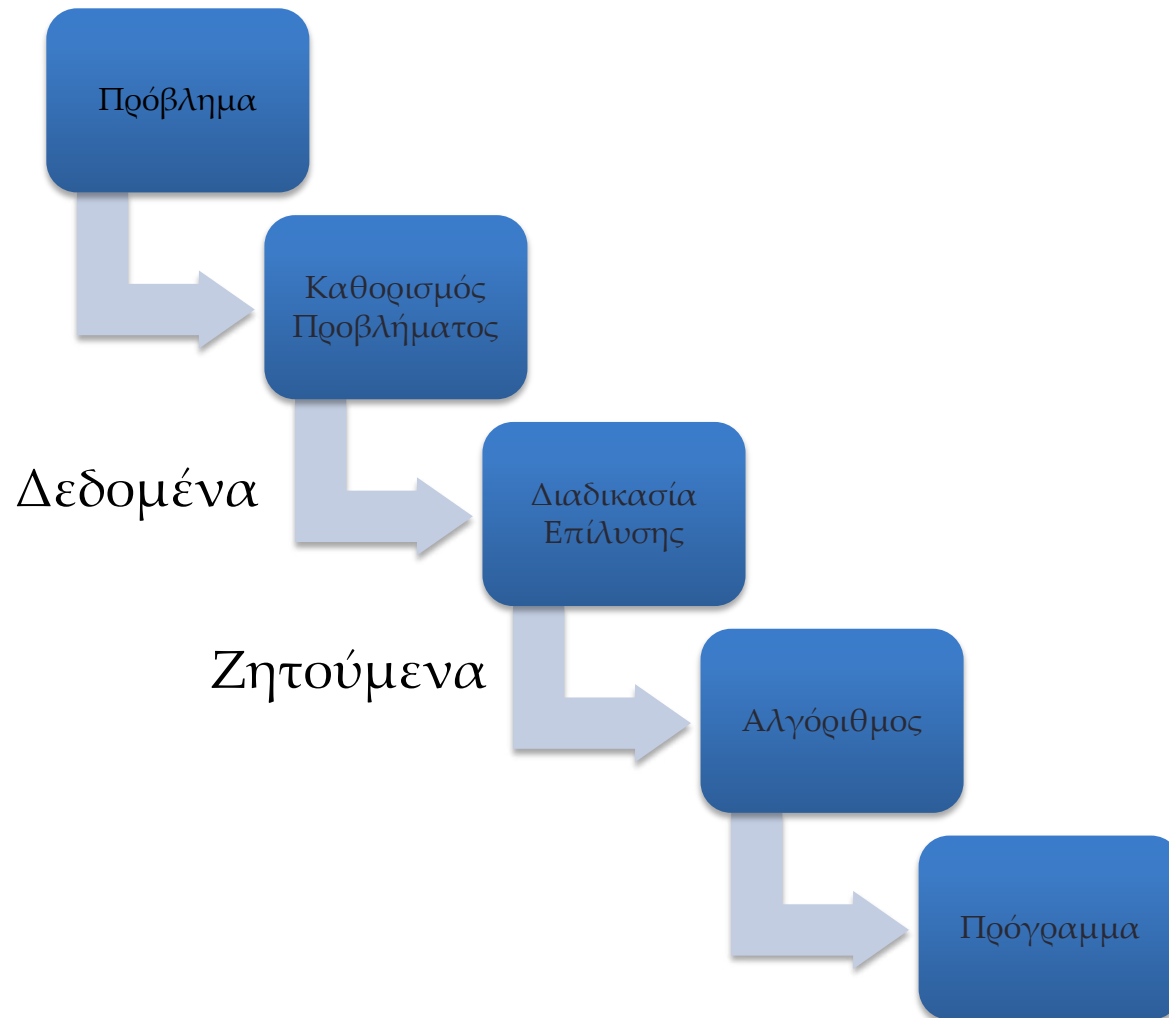 Πρόβλημα
Καθορισμός
Προβλήματος
Δεδομένα
Διαδικασία
Επίλυσης
Ζητούμενα
Αλγόριθμος
Πρόγραμμα